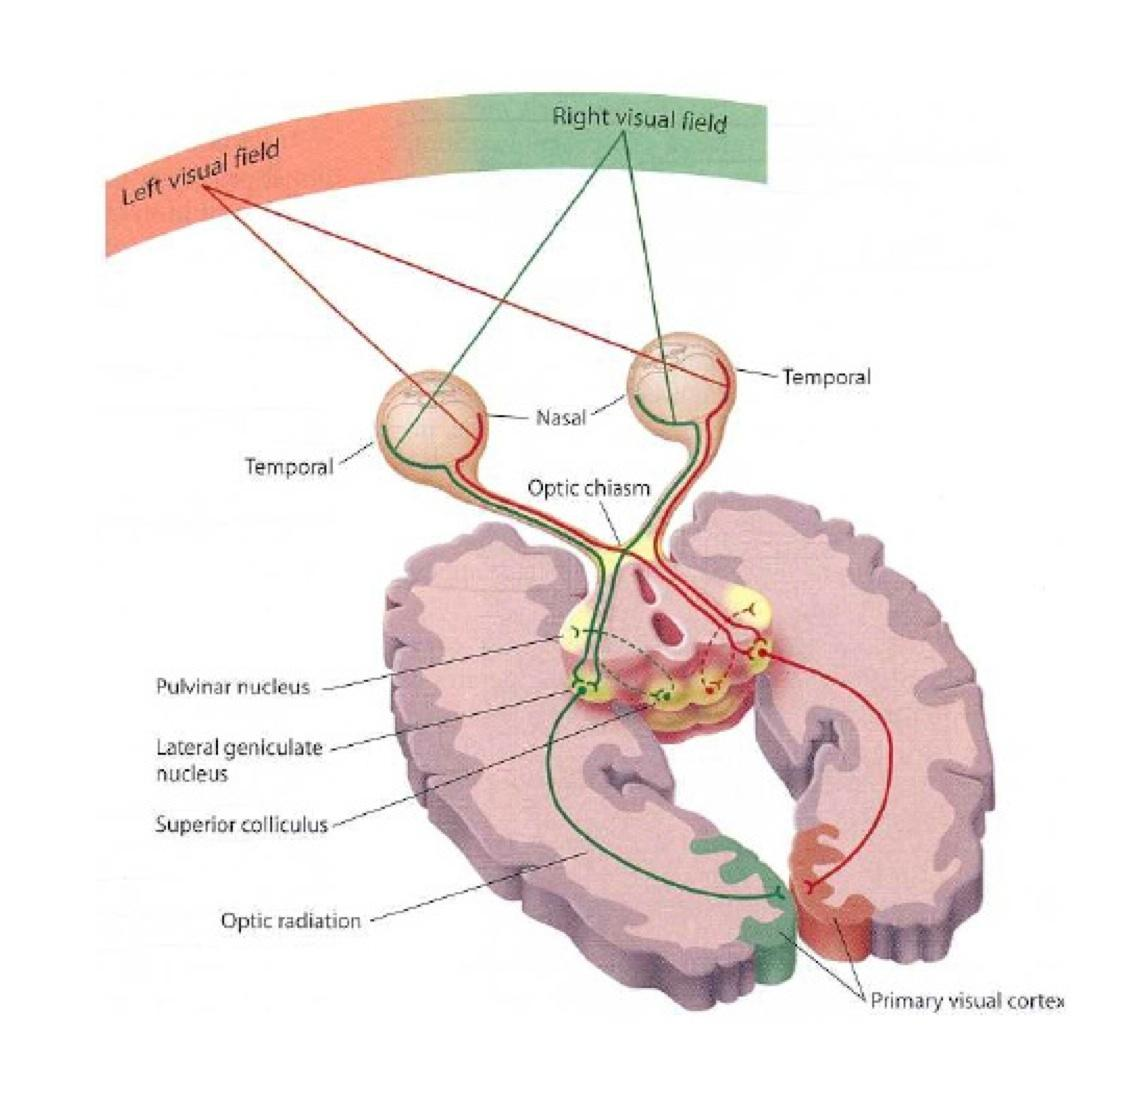 Right visual field
Left visual field
Temporal
Nasal
Temporal
Optic chiasm
Pulvinar nucleus
Lateral geniculate
nucleus
Superior colliculus
Optic radiation
Primary visual cortex